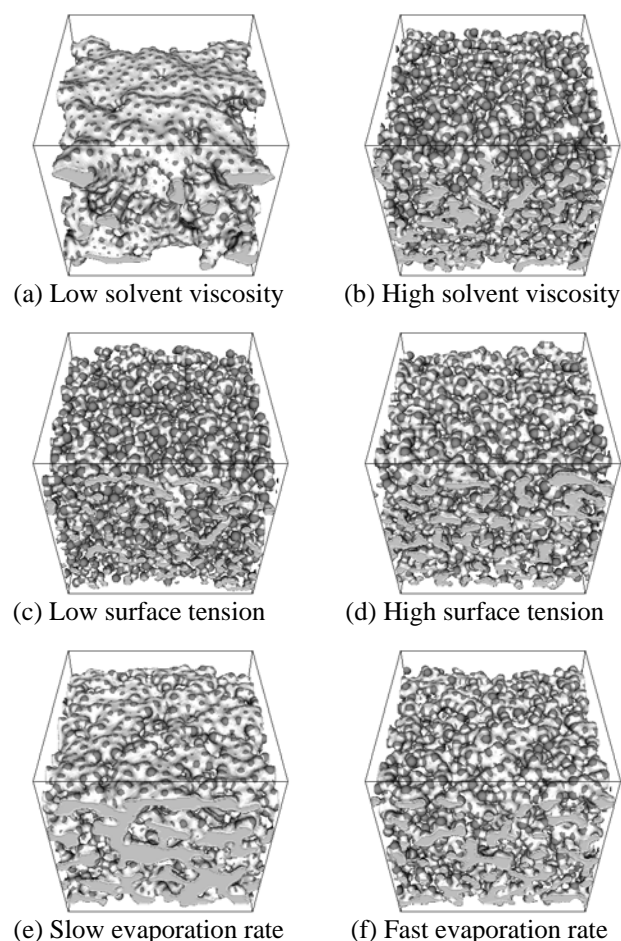 (a) Low solvent viscosity
(b) High solvent viscosity
(c) Low surface tension
(d) High surface tension
(e) Slow evaporation rate
(f) Fast evaporation rate